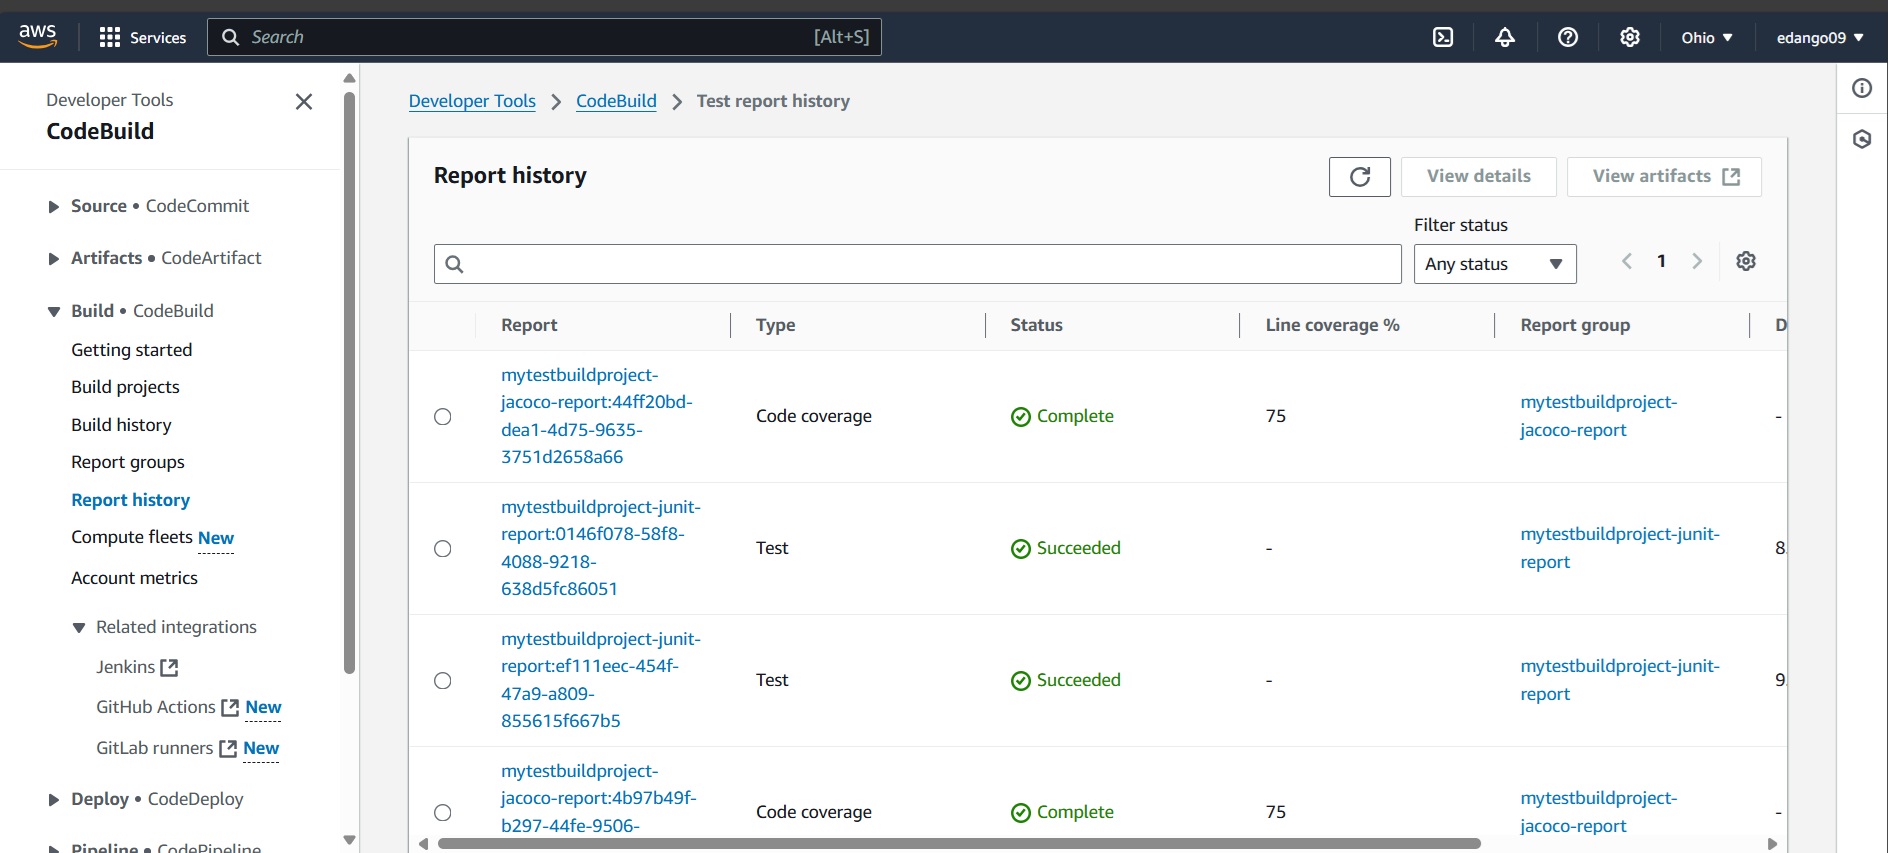 aws
Services
Search
[Alt+S]
Ohio
edango09
Developer Tools
CodeBuild
Source • CodeCommit
Artifacts • CodeArtifact
Build • CodeBuild
Getting started
Build projects
Build history
Report groups
Report history
Compute fleets New
Account metrics
Related integrations
Jenkins
GitHub Actions New
GitLab runners New
Deploy • CodeDeploy
Pipeline • CodePipeline
Developer Tools
CodeBuild
Test report history
Report history
View details
View artifacts
Filter status
Any status
1
Report
Type
Status
Line coverage %
Report group
D
mytestbuildproject-
jacoco-report:44ff20bd-
dea1-4d75-9635-
3751d2658a66
Code coverage
Complete
75
mytestbuildproject-
jacoco-report
-
mytestbuildproject-junit-
report:0146f078-58f8-
4088-9218-
638d5fc86051
Test
Succeeded
-
mytestbuildproject-junit-
report
8.
mytestbuildproject-junit-
report:ef111eec-454f-
47a9-a809-
855615f667b5
Test
Succeeded
-
mytestbuildproject-junit-
report
9.
mytestbuildproject-
jacoco-report:4b97b49f-
b297-44fe-9506-
Code coverage
Complete
75
mytestbuildproject-
jacoco-report
-